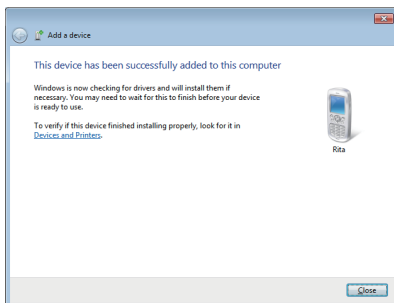 Add a device
This device has been successfully added to this computer
Windows is now checking for drivers and will install them if
necessary. You may need to wait for this to finish before your device
is ready to use.
To verify if this device finished installing properly, look for it in
Devices and Printers.
Rita
Close